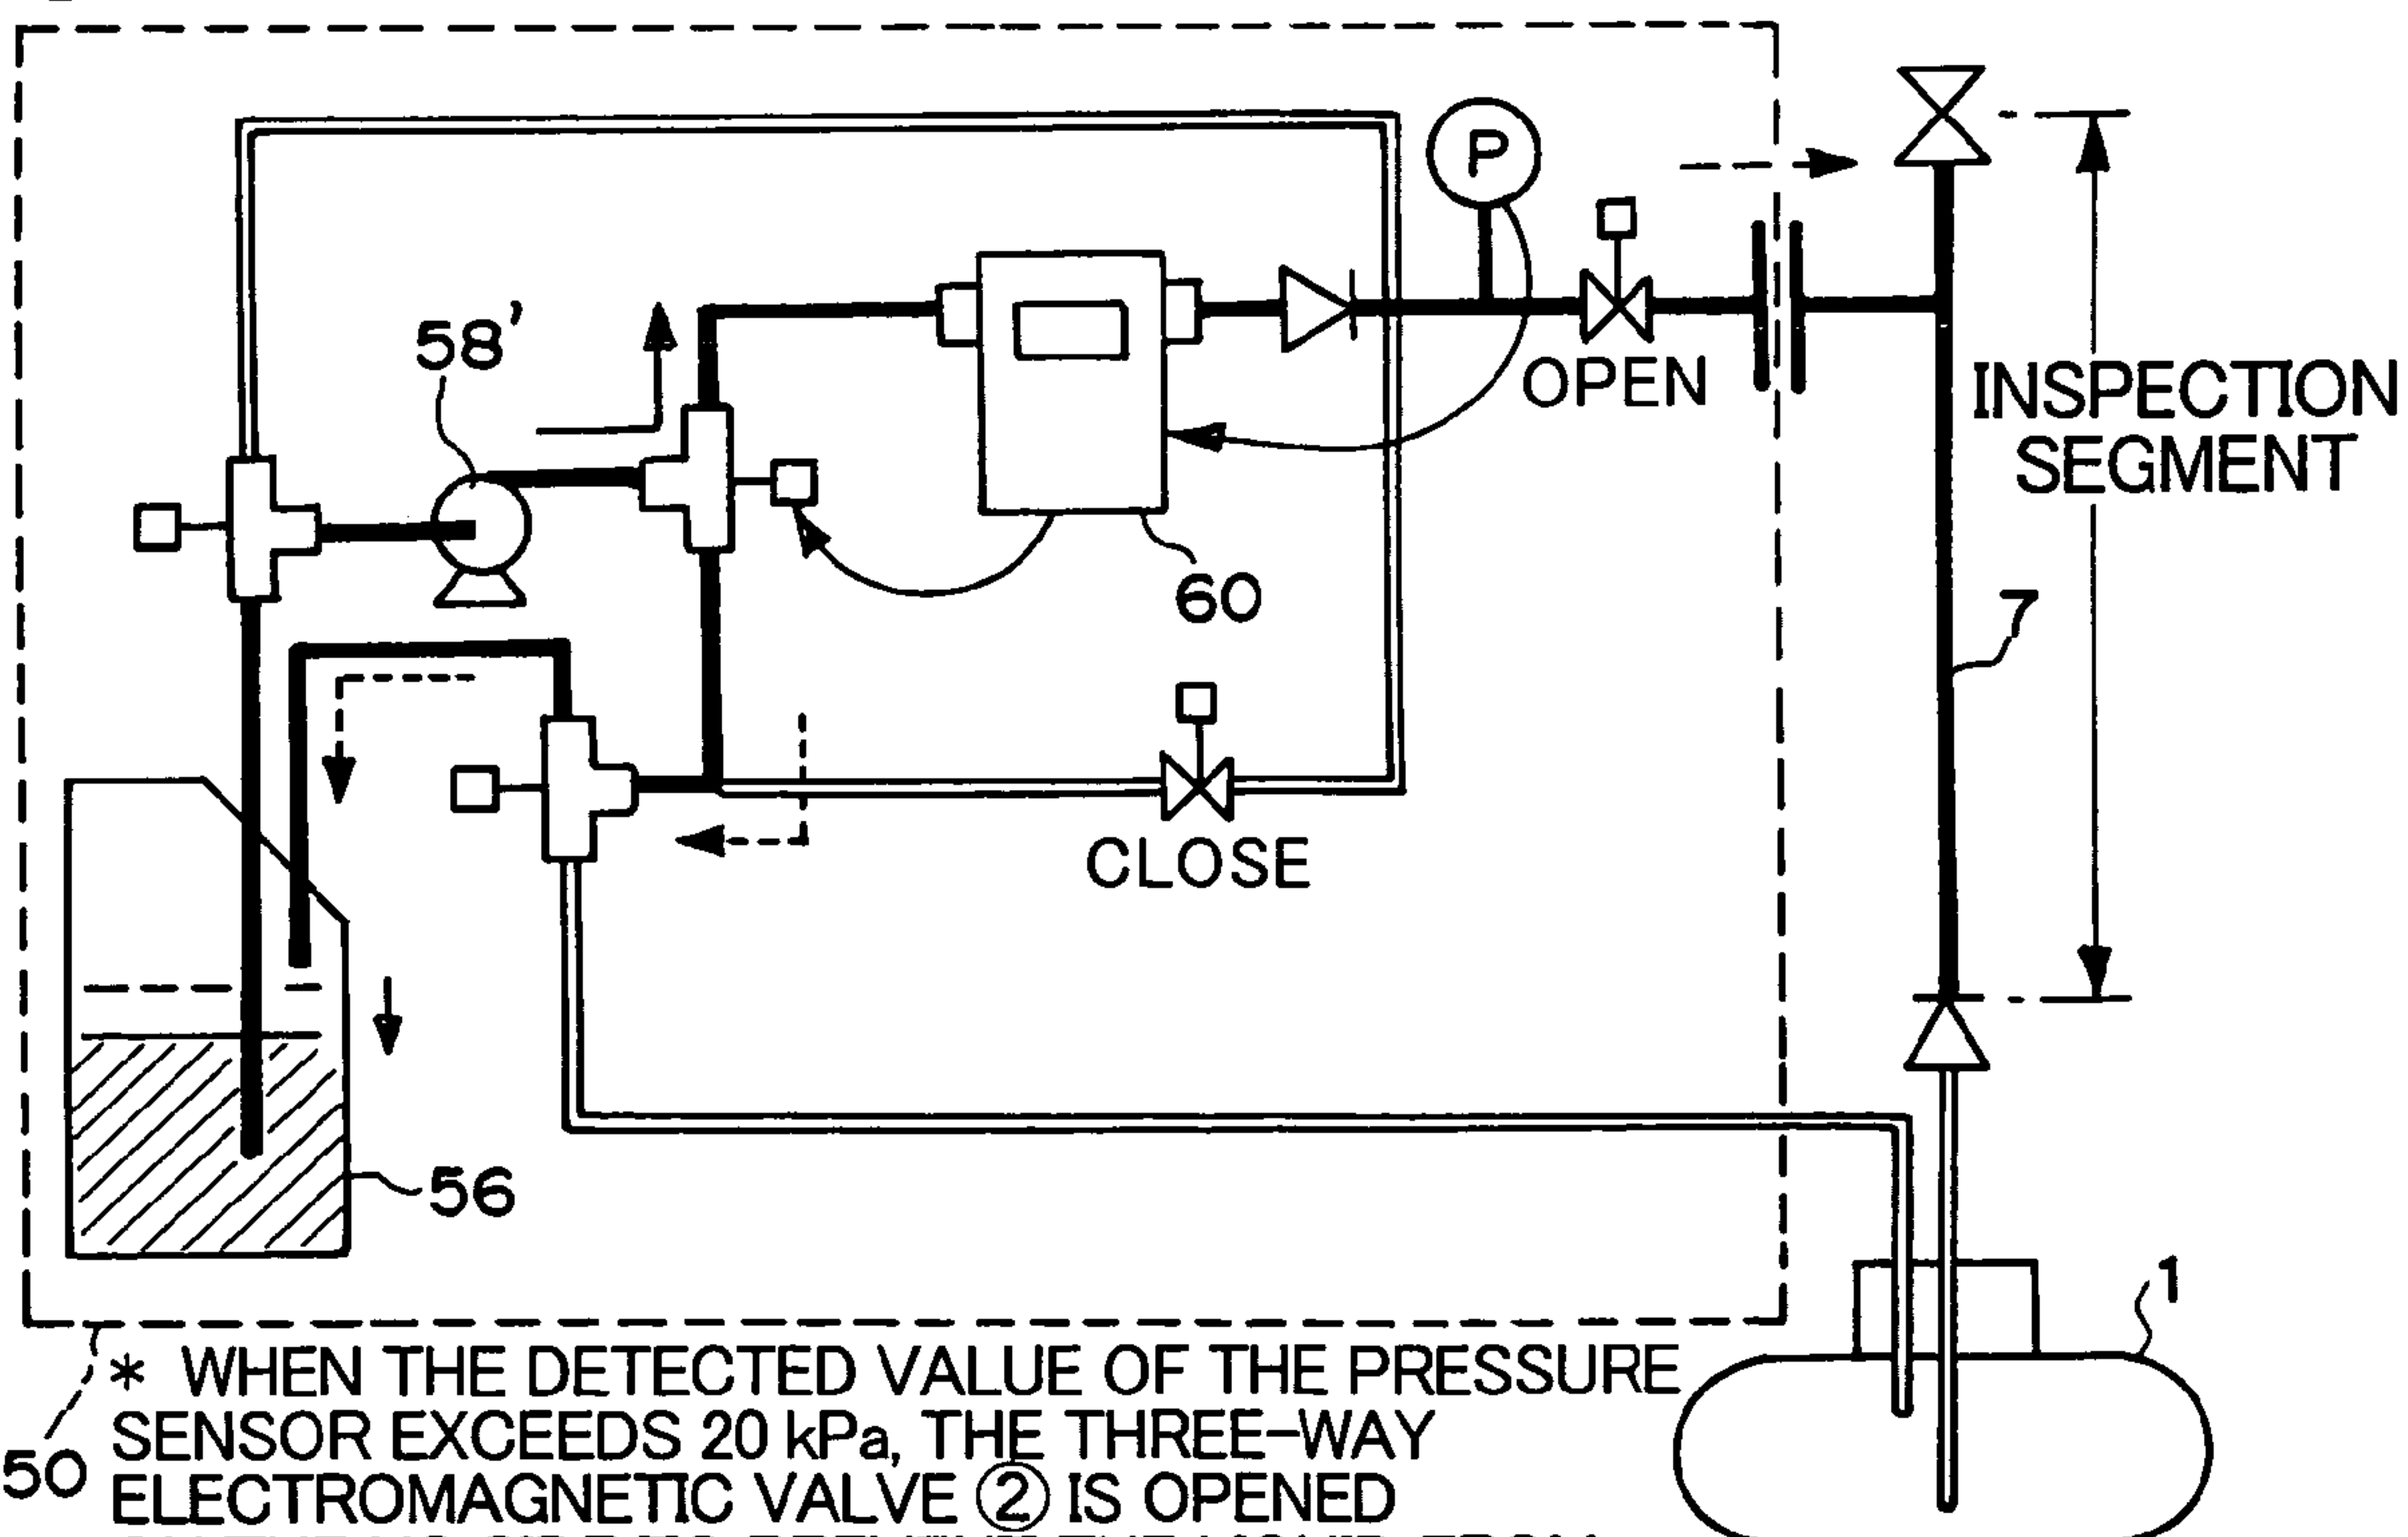 P
58'
OPEN
INSPECTION
SEGMENT
60
7
CLOSE
56
1
50
* WHEN THE DETECTED VALUE OF THE PRESSURE
SENSOR EXCEEDS 20 kPa, THE THREE-WAY
ELECTROMAGNETIC VALVE ② IS OPENED